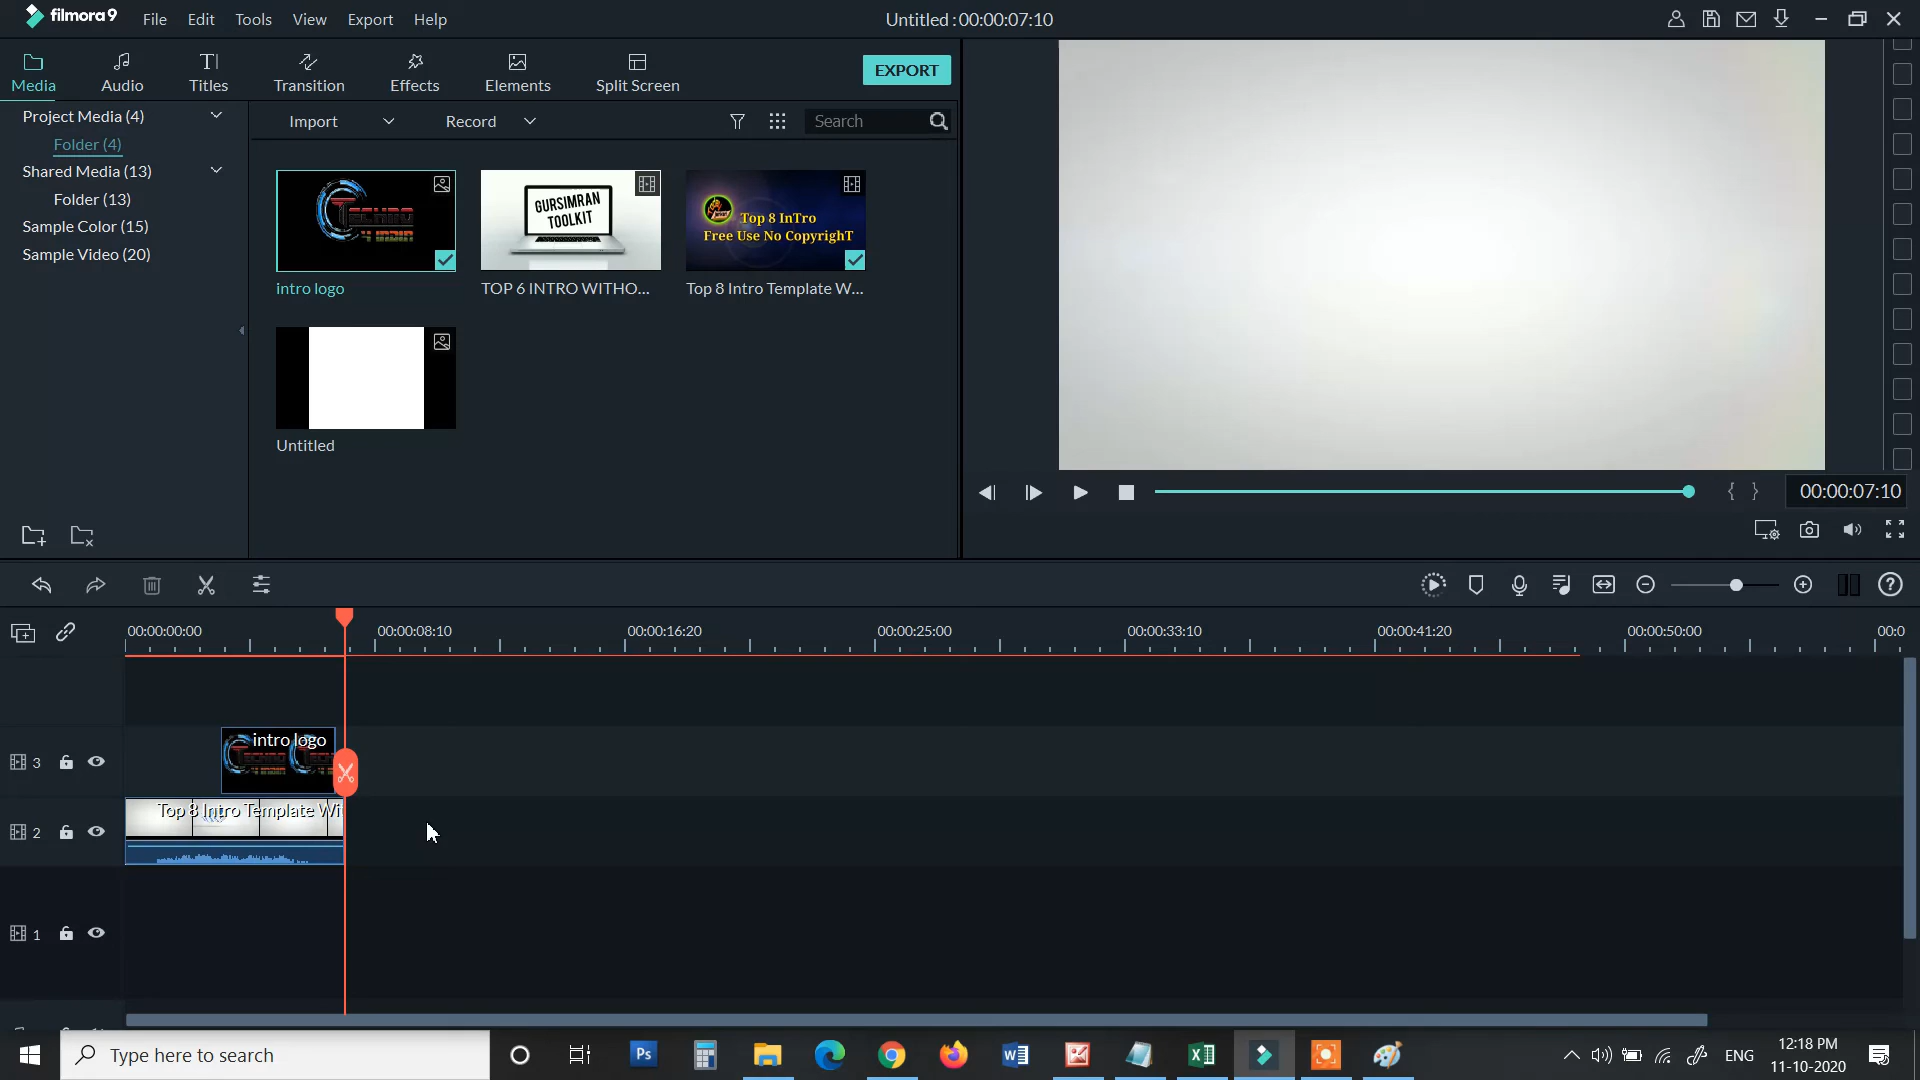 filmora9
File Edit Tools View Export Help
Untitled : 00:00:07:10
Media Audio Titles Transition Effects Elements Split Screen
EXPORT
Project Media (4)
Folder (4)
Shared Media (13)
Folder (13)
Sample Color (15)
Sample Video (20)
Import Record Search
GURSIMRAN
TOOLKIT
Top 8 InTro
Free Use No CopyrighT
intro logo
TOP 6 INTRO WITHO...
Top 8 Intro Template W...
Untitled
{ } 00:00:07:10
00:00:00:00 00:00:08:10 00:00:16:20 00:00:25:00 00:00:33:10 00:00:41:20 00:00:50:00 00:0
intro logo
3
Top 8 Intro Template Wi
2
1
Type here to search
Ps
ENG
12:18 PM
11-10-2020